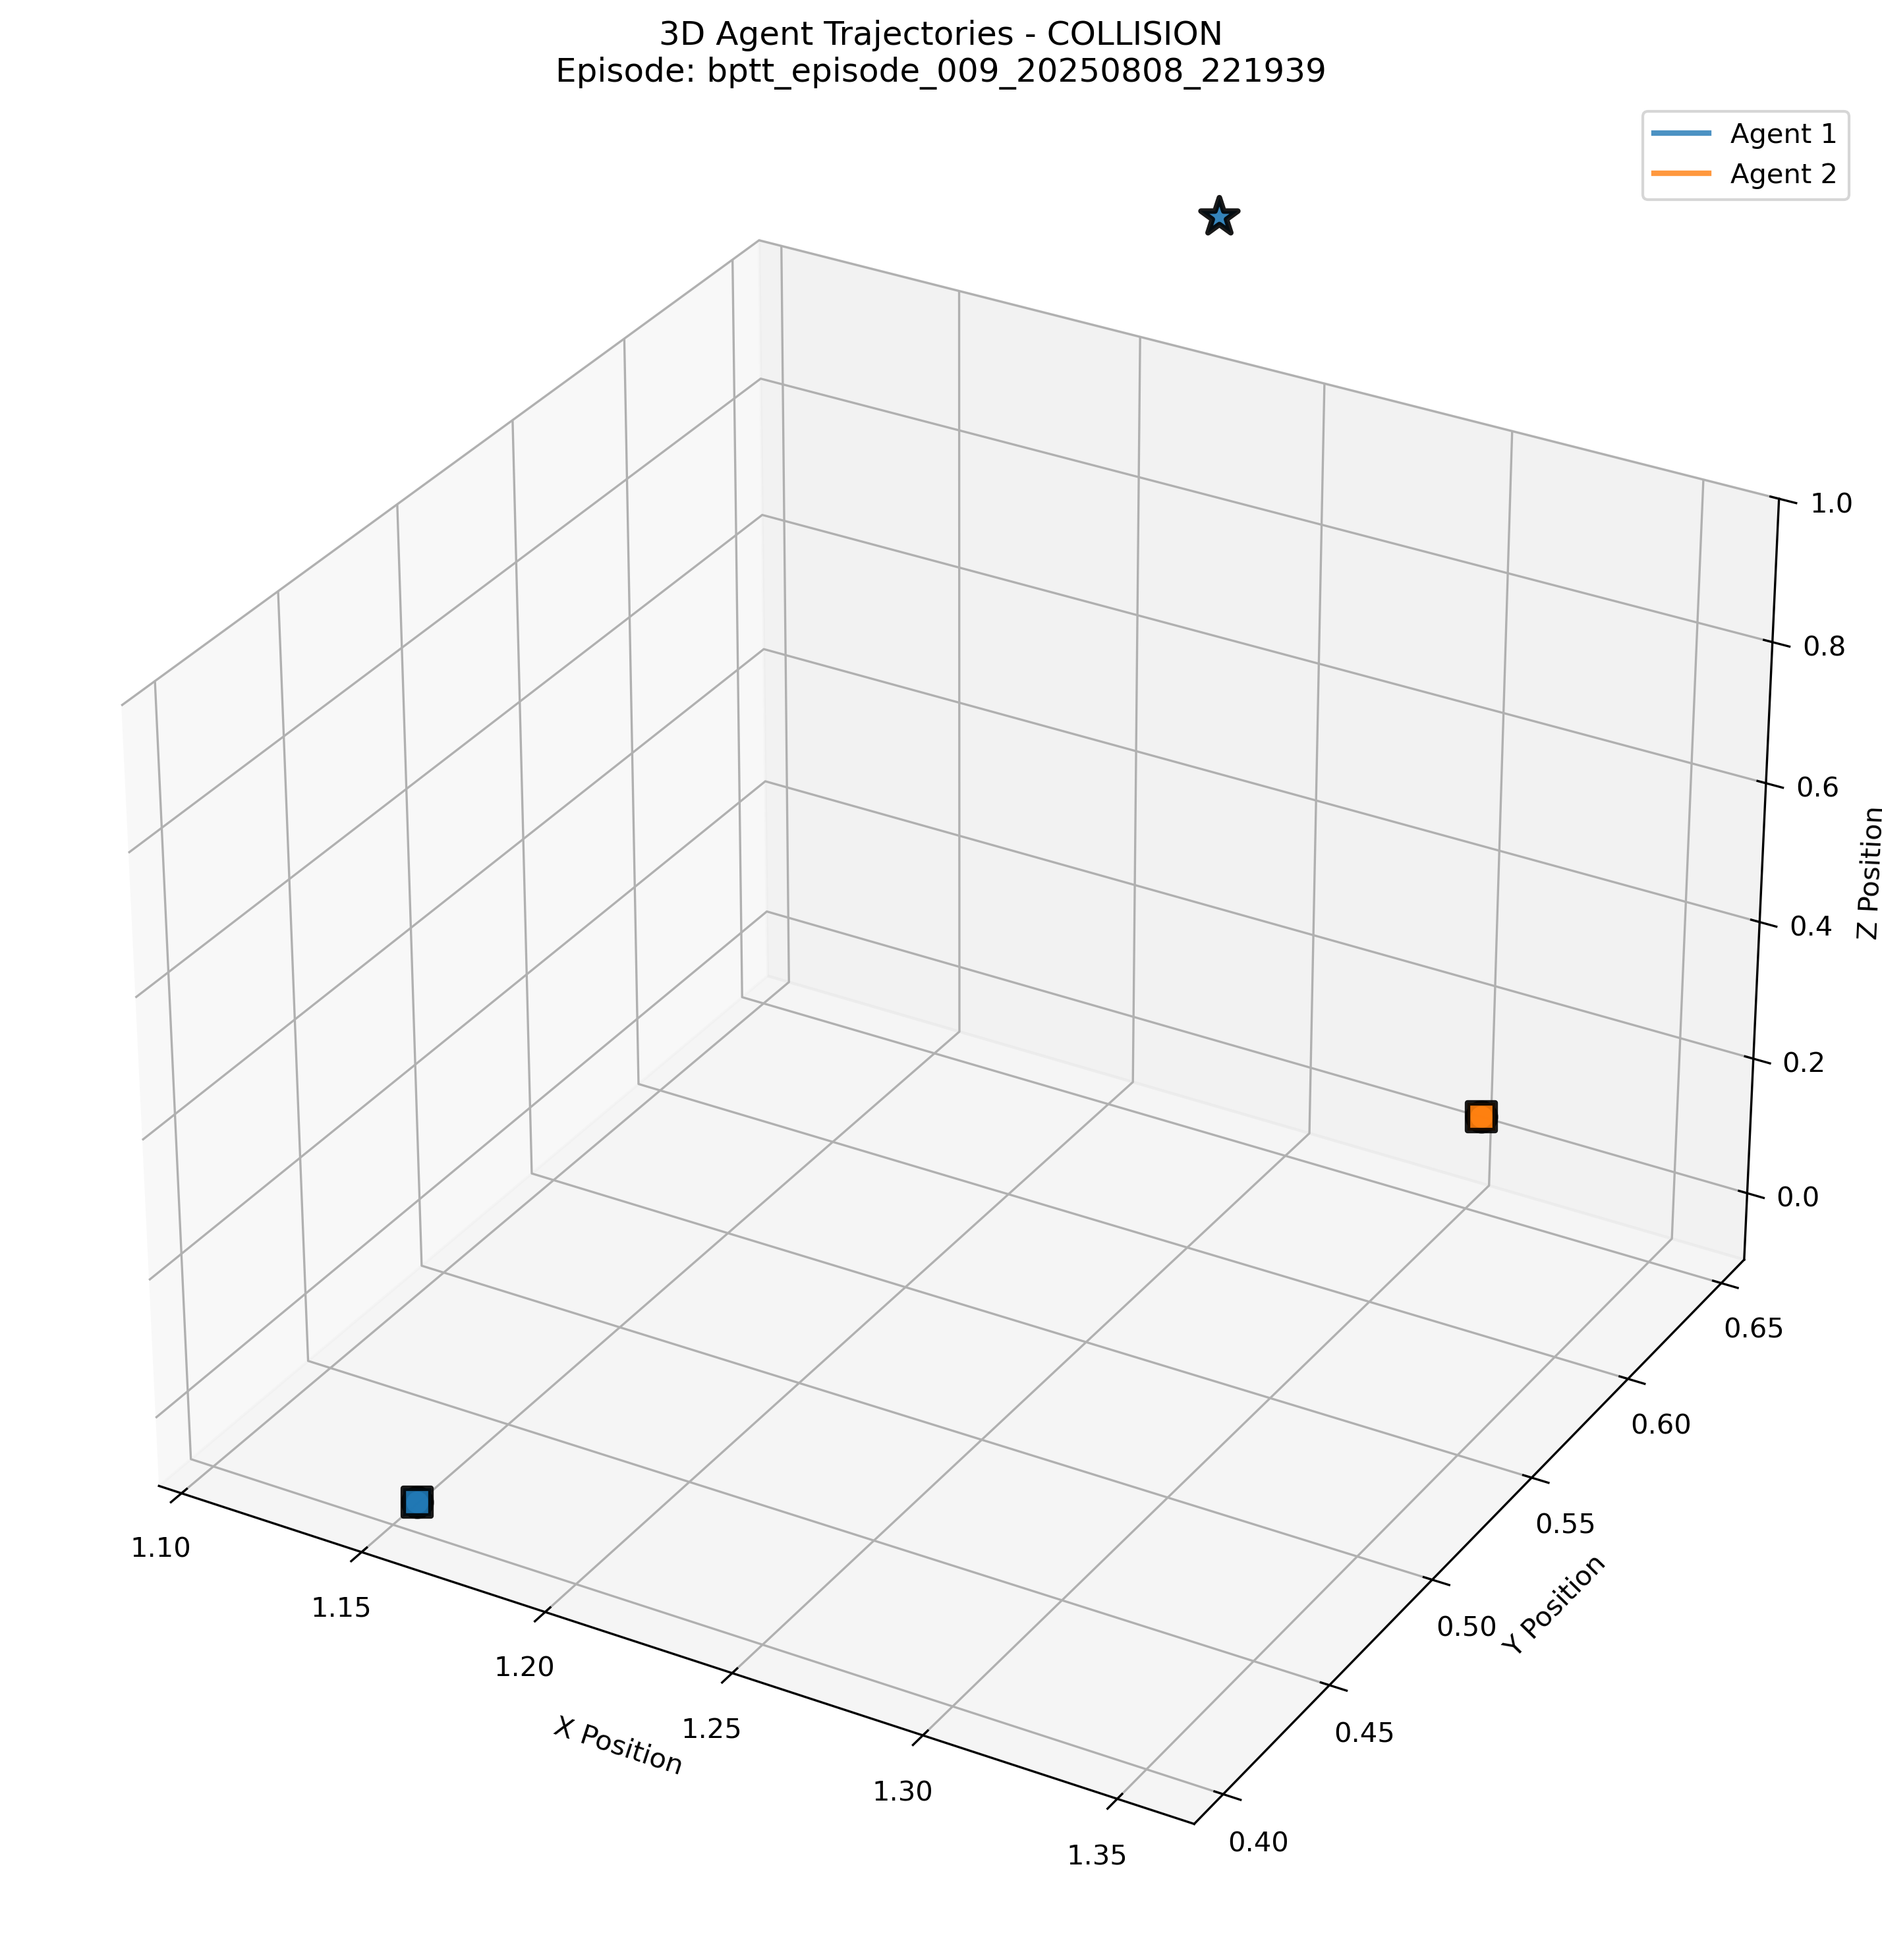 3D Agent Trajectories - COLLISION
Episode: bptt_episode_009_20250808_221939
Agent 1
Agent 2
1.0
0.8
0.6
0.4
0.2
0.0
Z Position
0.65
0.60
0.55
0.50
0.45
0.40
Y Position
1.10
1.15
1.20
1.25
1.30
1.35
X Position